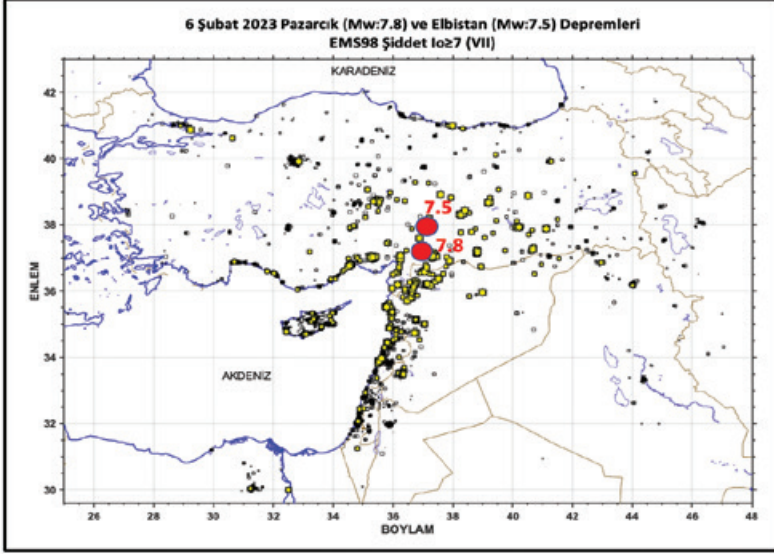 6 Şubat 2023 Pazarcık (Mw:7.8) ve Elbistan (Mw:7.5) Depremleri
EMS98 Şiddet Io≥7 (VII)
KARADENİZ
42
40
38
36
34
32
30
ENLEM
7.5
7.8
AKDENİZ
26 28 30 32 34 36 38 40 42 44 46 48
BOYLAM